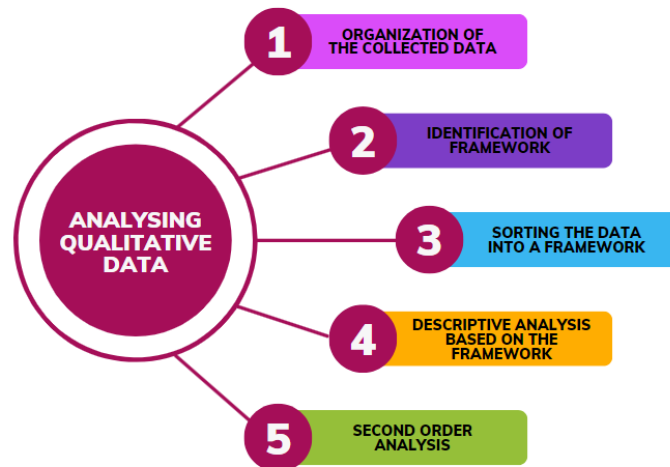 ANALYSING
QUALITATIVE
DATA
1
ORGANIZATION OF
THE COLLECTED DATA
2
IDENTIFICATION OF
FRAMEWORK
3
SORTING THE DATA
INTO A FRAMEWORK
4
DESCRIPTIVE ANALYSIS
BASED ON THE
FRAMEWORK
5
SECOND ORDER
ANALYSIS